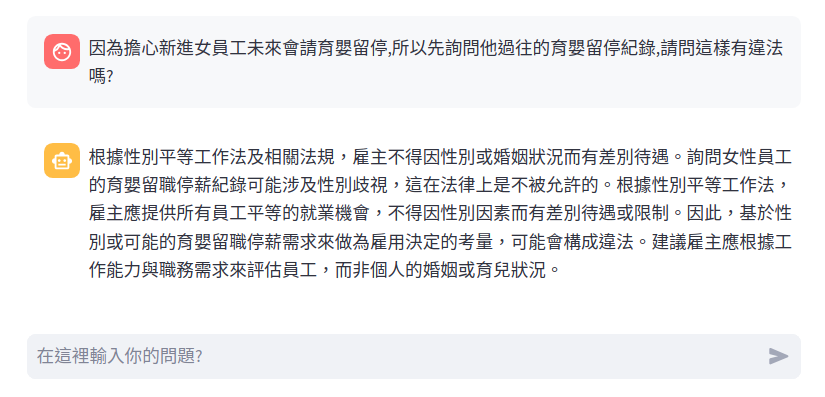 因為擔心新進女員工未來會請育嬰留停,所以先詢問他過往的育嬰留停紀錄,請問這樣有違法
嗎?
根據性別平等工作法及相關法規，雇主不得因性別或婚姻狀況而有差別待遇。詢問女性員工
的育嬰留職停薪紀錄可能涉及性別歧視，這在法律上是不被允許的。根據性別平等工作法，
雇主應提供所有員工平等的就業機會，不得因性別因素而有差別待遇或限制。因此，基於性
別或可能的育嬰留職停薪需求來做為雇用決定的考量，可能會構成違法。建議雇主應根據工
作能力與職務需求來評估員工，而非個人的婚姻或育兒狀況。
在這裡輸入你的問題?